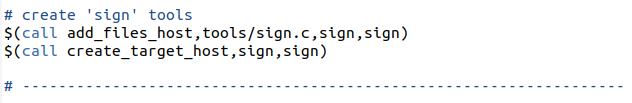 # create 'sign' tools
$(call add_files_host,tools/sign.c,sign,sign)
$(call create_target_host,sign,sign)
# -------------------------------------------------------------------